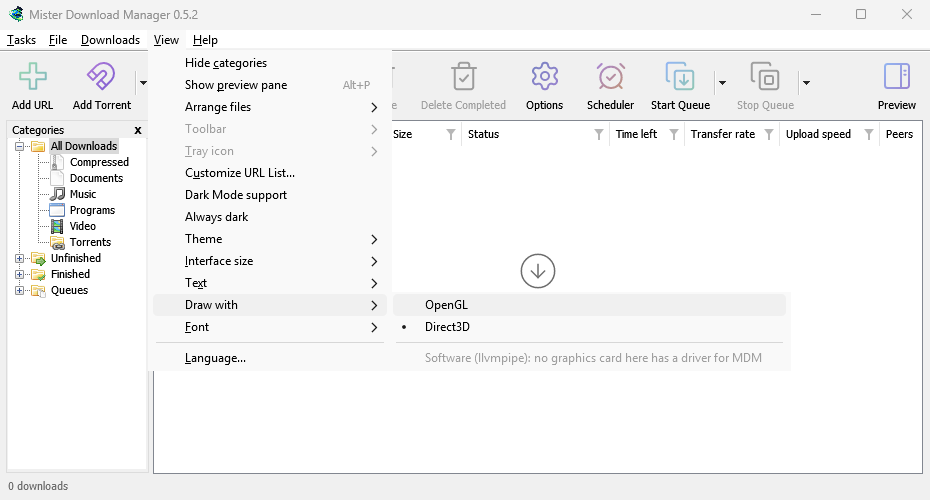 Mister Download Manager 0.5.2
Tasks File Downloads View Help
Add URL
Add Torrent
Delete Completed
Options
Scheduler
Start Queue
Stop Queue
Preview
Hide categories
Show preview pane Alt+P
Arrange files
Toolbar
Tray icon
Customize URL List...
Dark Mode support
Always dark
Theme
Interface size
Text
Draw with
Font
Language...
OpenGL
Direct3D
Software (llvmpipe): no graphics card here has a driver for MDM
Categories x
All Downloads
Compressed
Documents
Music
Programs
Video
Torrents
Unfinished
Finished
Queues
Size Status Time left Transfer rate Upload speed Peers
0 downloads